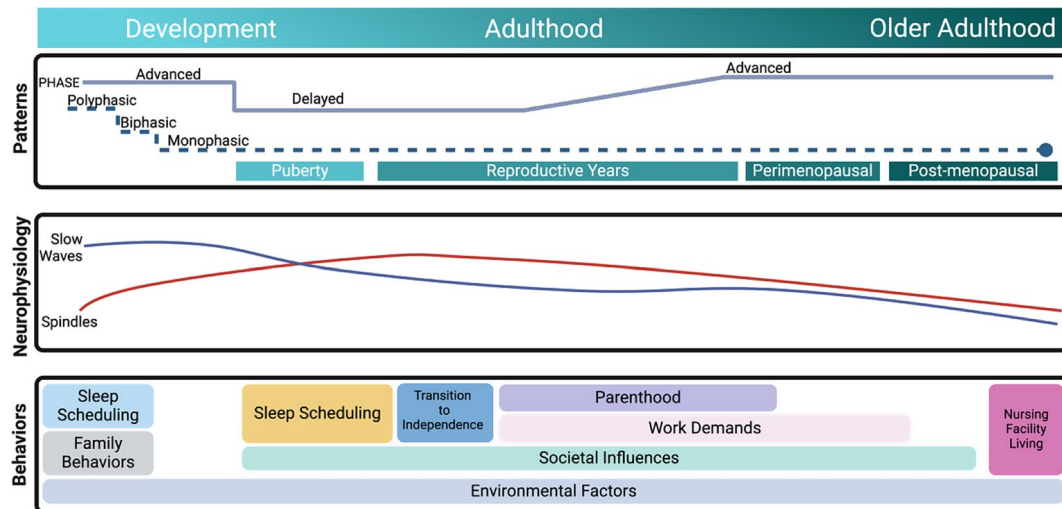 Development
Adulthood
Older Adulthood
Patterns
PHASE
Advanced
Delayed
Advanced
Polyphasic
Biphasic
Monophasic
Puberty
Reproductive Years
Perimenopausal
Post-menopausal
Neurophysiology
Slow
Waves
Spindles
Behaviors
Sleep
Scheduling
Family
Behaviors
Sleep Scheduling
Transition
to
Independence
Parenthood
Work Demands
Societal Influences
Nursing
Facility
Living
Environmental Factors